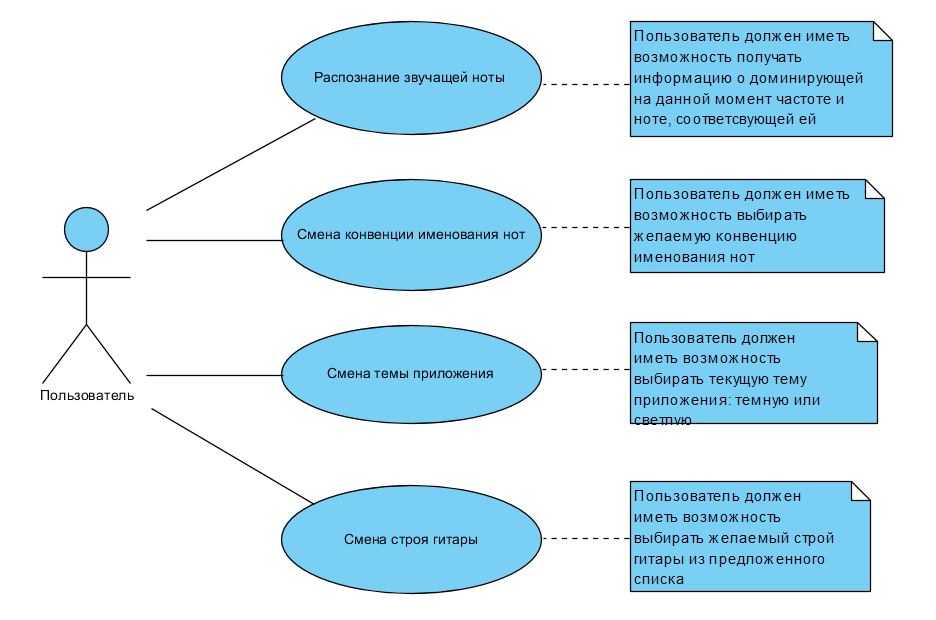 Распознание звучащей ноты
Пользователь должен иметь
возможность получать
информацию о доминирующей
на данной момент частоте и
ноте, соответсвующей ей
Смена конвенции именования нот
Пользователь должен иметь
возможность выбирать
желаемую конвенцию
именования нот
Пользователь
Смена темы приложения
Пользователь должен
иметь возможность
выбирать текущую тему
приложения: темную или
светлую
Смена строя гитары
Пользователь должен
иметь возможность
выбирать желаемый строй
гитары из предложенного
списка